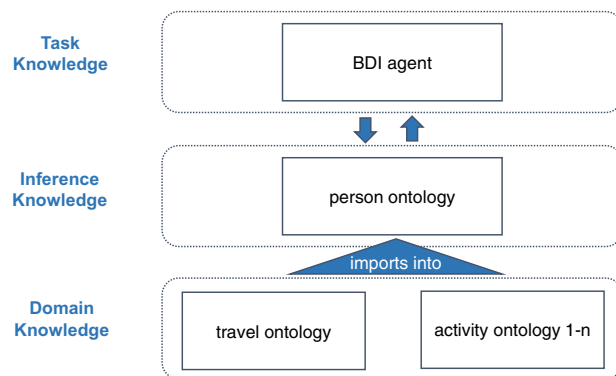 Task
Knowledge
BDI agent
Inference
Knowledge
person ontology
imports into
Domain
Knowledge
travel ontology
activity ontology 1-n